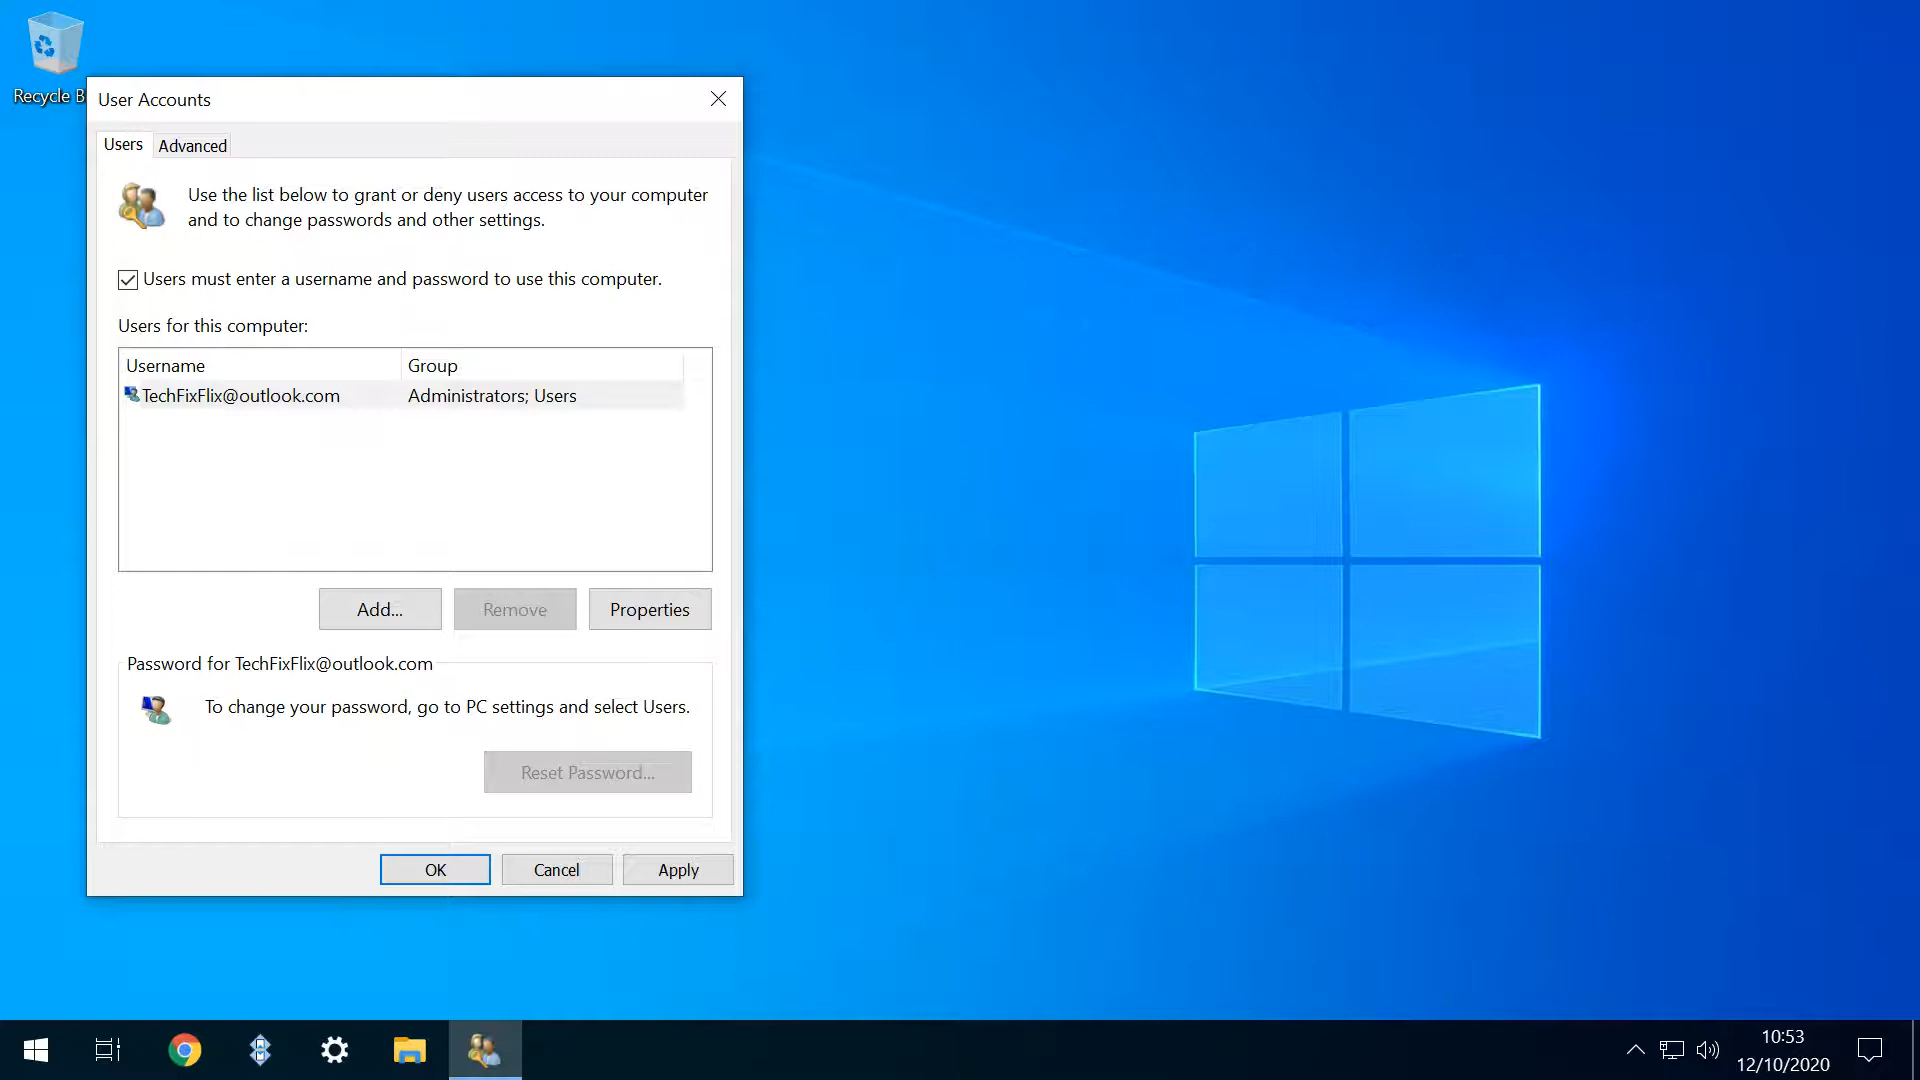 Recycle B
User Accounts
Users
Advanced
Use the list below to grant or deny users access to your computer
and to change passwords and other settings.
Users must enter a username and password to use this computer.
Users for this computer:
Username Group
TechFixFlix@outlook.com Administrators; Users
Add... Remove Properties
Password for TechFixFlix@outlook.com
To change your password, go to PC settings and select Users.
Reset Password...
OK Cancel Apply
10:53
12/10/2020